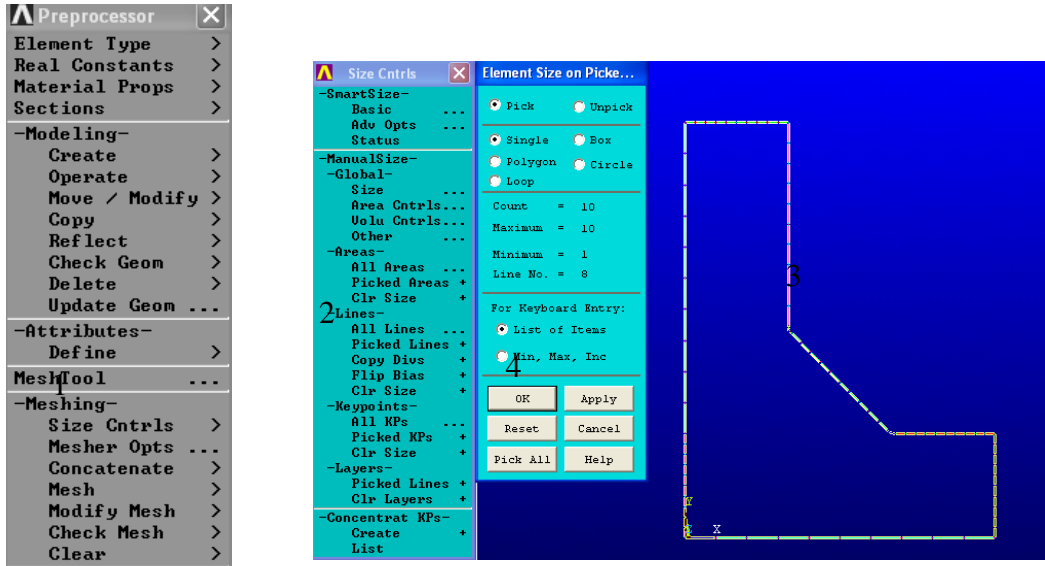 Preprocessor
Element Type >
Real Constants >
Material Props >
Sections >
-Modeling-
Create >
Operate >
Move / Modify >
Copy >
Reflect >
Check Geom >
Delete >
Update Geom ...
-Attributes-
Define >
MeshTool ...
1
-Meshing-
Size Cntrls >
Mesher Opts ...
Concatenate >
Mesh >
Modify Mesh >
Check Mesh >
Clear >
Size Cntrls
-SmartSize-
Basic ...
Adv Opts ...
Status
-ManualSize-
-Global-
Size ...
Area Cntrls...
Volu Cntrls...
Other ...
-Areas-
All Areas ...
Picked Areas +
Clr Size +
2
-Lines-
All Lines ...
Picked Lines +
Copy Divs +
Flip Bias +
Clr Size +
-Keypoints-
All KPs ...
Picked KPs +
Clr Size +
-Layers-
Picked Lines +
Clr Layers +
-Concentrat KPs-
Create +
List
Element Size on Picke...
Pick Unpick
Single Box
Polygon Circle
Loop
Count = 10
Maximum = 10
Minimum = 1
Line No. = 8
For Keyboard Entry:
List of Items
Min, Max, Inc
4
OK Apply
Reset Cancel
Pick All Help
3
Y
X